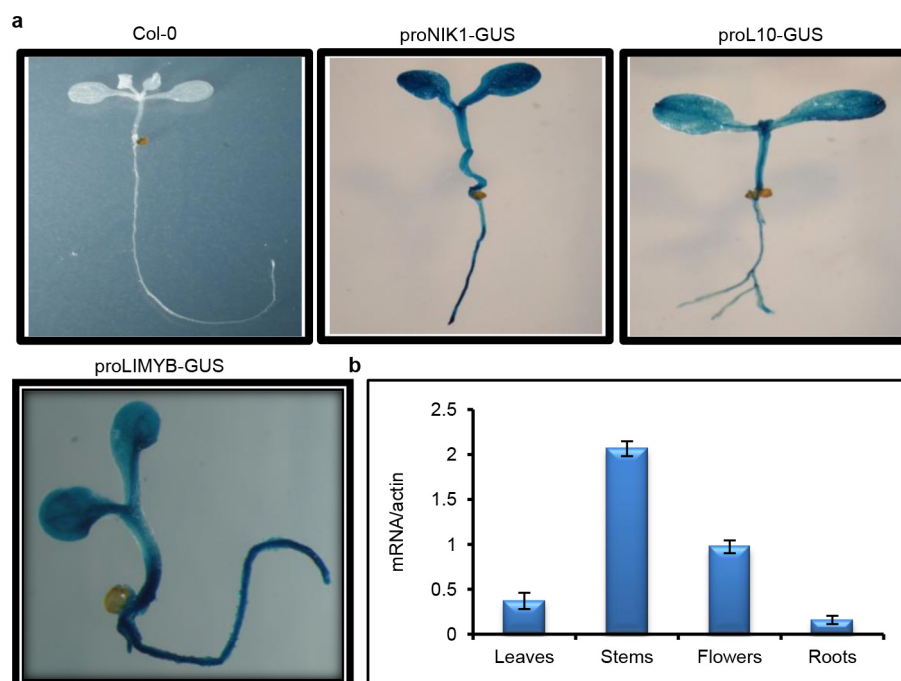 a
Col-0
proNIK1-GUS
proL10-GUS
proLIMYB-GUS
b
2.5
2
1.5
1
0.5
0
mRNA/actin
Leaves Stems Flowers Roots